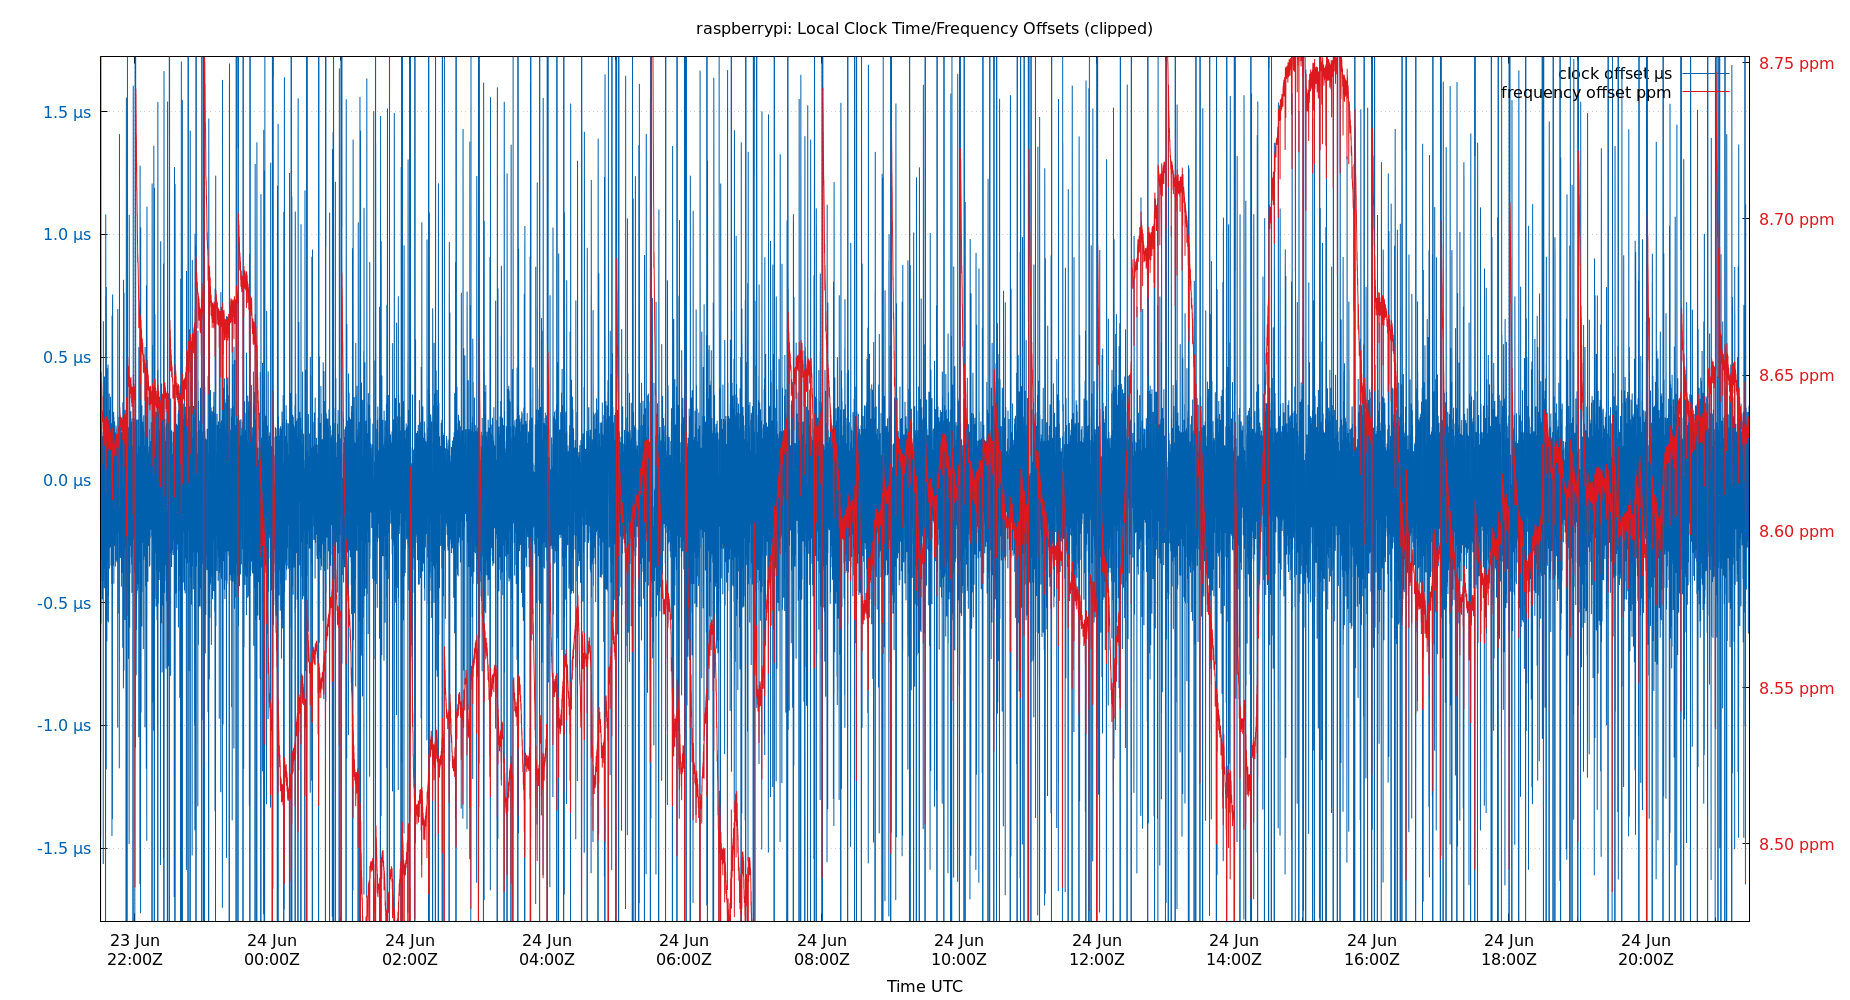 raspberrypi: Local Clock Time/Frequency Offsets (clipped)
clock offset µs
frequency offset ppm
1.5 µs
1.0 µs
0.5 µs
0.0 µs
-0.5 µs
-1.0 µs
-1.5 µs
8.75 ppm
8.70 ppm
8.65 ppm
8.60 ppm
8.55 ppm
8.50 ppm
23 Jun
22:00Z
24 Jun
00:00Z
24 Jun
02:00Z
24 Jun
04:00Z
24 Jun
06:00Z
24 Jun
08:00Z
24 Jun
10:00Z
24 Jun
12:00Z
24 Jun
14:00Z
24 Jun
16:00Z
24 Jun
18:00Z
24 Jun
20:00Z
Time UTC